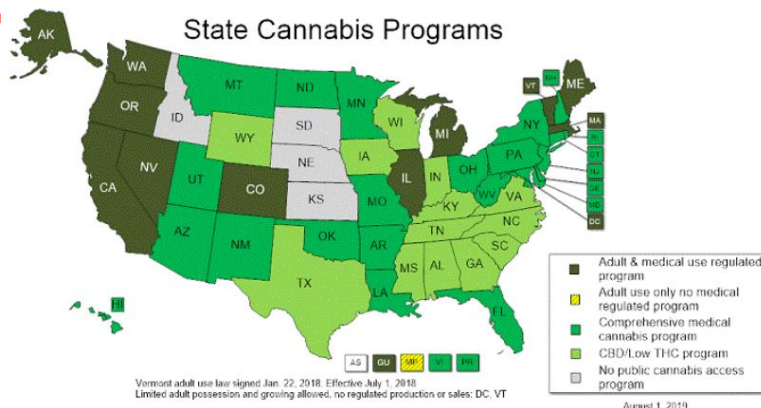 State Cannabis Programs
AK
WA
OR
CA
NV
ID
MT
WY
UT
CO
AZ
NM
ND
SD
NE
KS
OK
TX
MN
IA
MO
AR
LA
WI
IL
MI
IN
OH
KY
TN
MS
AL
GA
FL
SC
NC
VA
WV
PA
NY
VT
NH
ME
MA
RI
CT
NJ
DE
MD
DC
HI
AS
GU
MP
VI
PR
Adult & medical use regulated
program
Adult use only no medical
regulated program
Comprehensive medical
cannabis program
CBD/Low THC program
No public cannabis access
program
Vermont adult use law signed Jan. 22, 2018. Effective July 1, 2018
Limited adult possession and growing allowed, no regulated production or sales: DC, VT
August 1, 2019